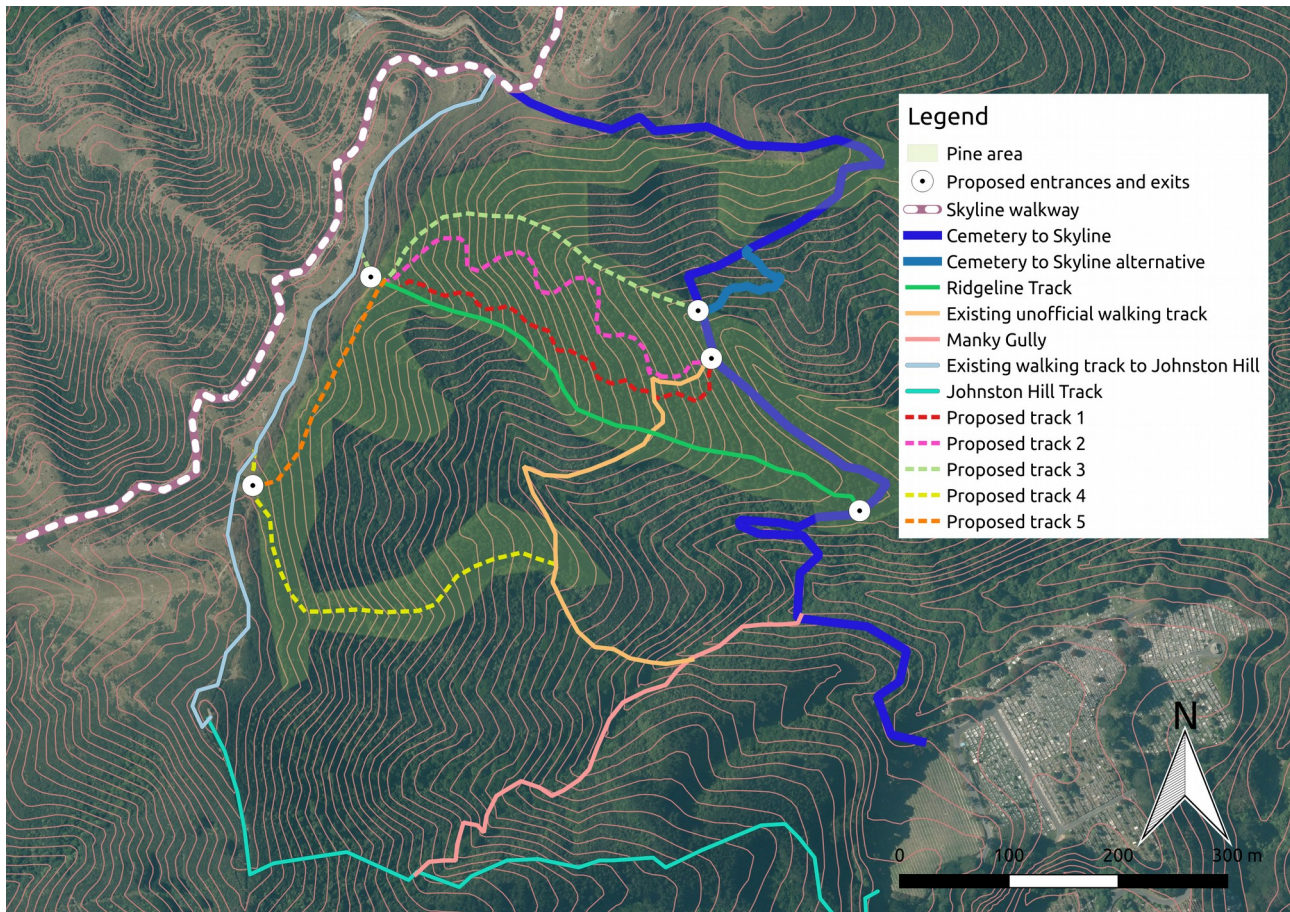 Legend
Pine area
Proposed entrances and exits
Skyline walkway
Cemetery to Skyline
Cemetery to Skyline alternative
Ridgeline Track
Existing unofficial walking track
Manky Gully
Existing walking track to Johnston Hill
Johnston Hill Track
Proposed track 1
Proposed track 2
Proposed track 3
Proposed track 4
Proposed track 5
N
0 100 200 300 m